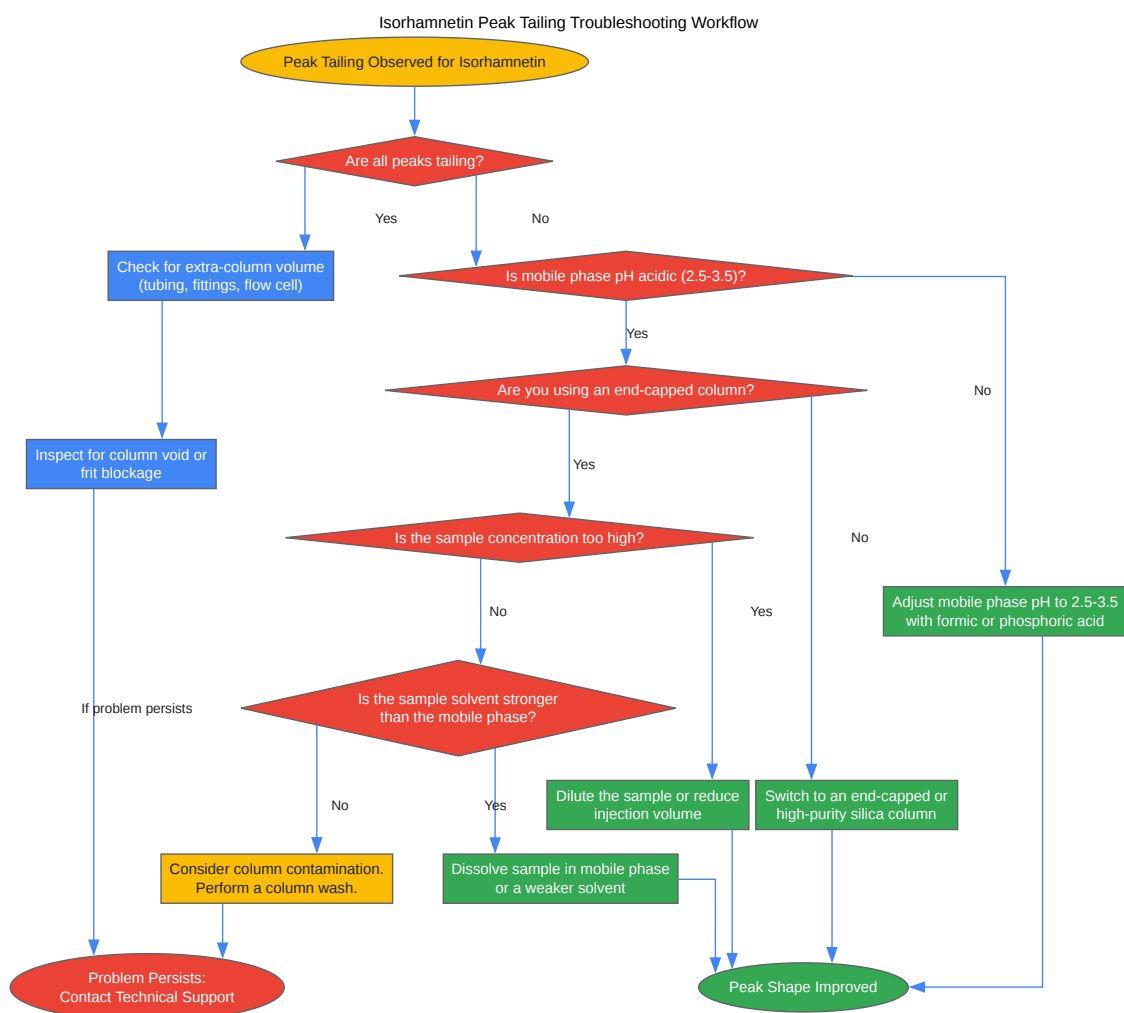 Isorhamnetin Peak Tailing Troubleshooting Workflow
Peak Tailing Observed for Isorhamnetin
Are all peaks tailing?
Yes
No
Check for extra-column volume
(tubing, fittings, flow cell)
Is mobile phase pH acidic (2.5-3.5)?
Yes
Are you using an end-capped column?
No
Inspect for column void or
frit blockage
Yes
Is the sample concentration too high?
No
Adjust mobile phase pH to 2.5-3.5
with formic or phosphoric acid
No
Yes
Is the sample solvent stronger
than the mobile phase?
If problem persists
No
Yes
Dilute the sample or reduce
injection volume
Switch to an end-capped or
high-purity silica column
Consider column contamination.
Perform a column wash.
Dissolve sample in mobile phase
or a weaker solvent
Problem Persists:
Contact Technical Support
Peak Shape Improved